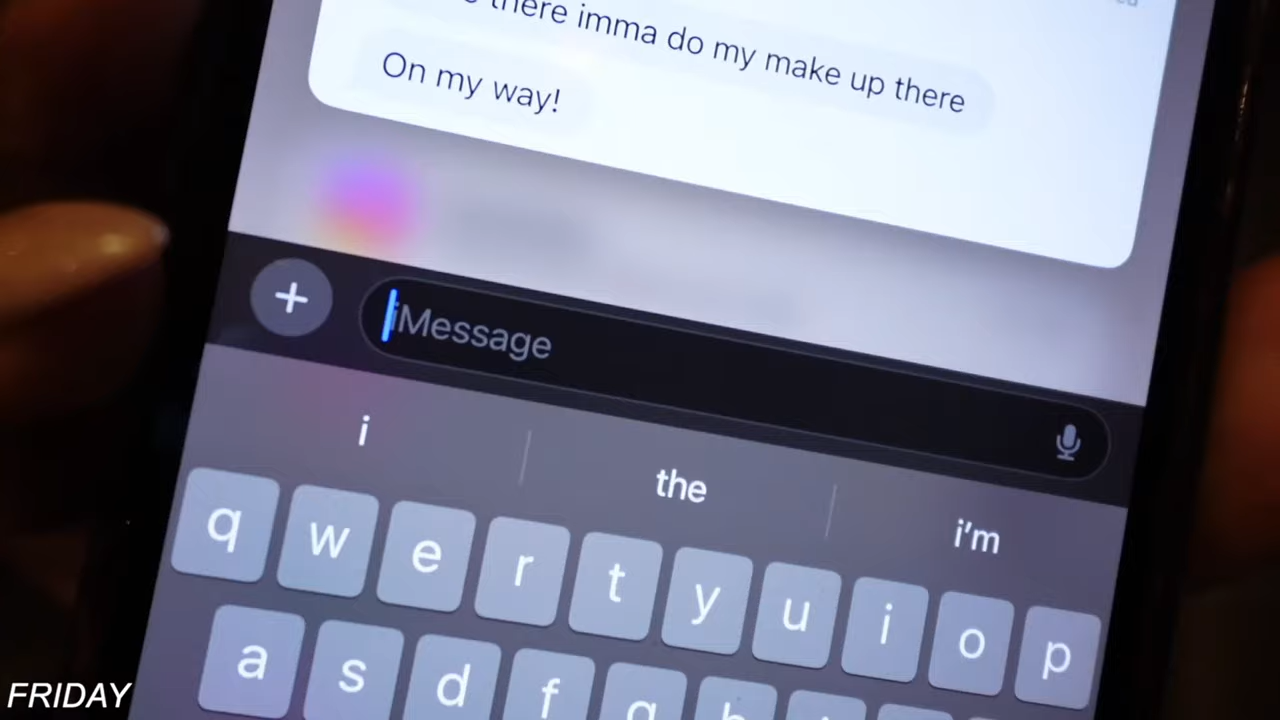 there imma do my make up there
On my way!
iMessage
i the i'm
q w e r t y u i o p
a s d f g h
FRIDAY